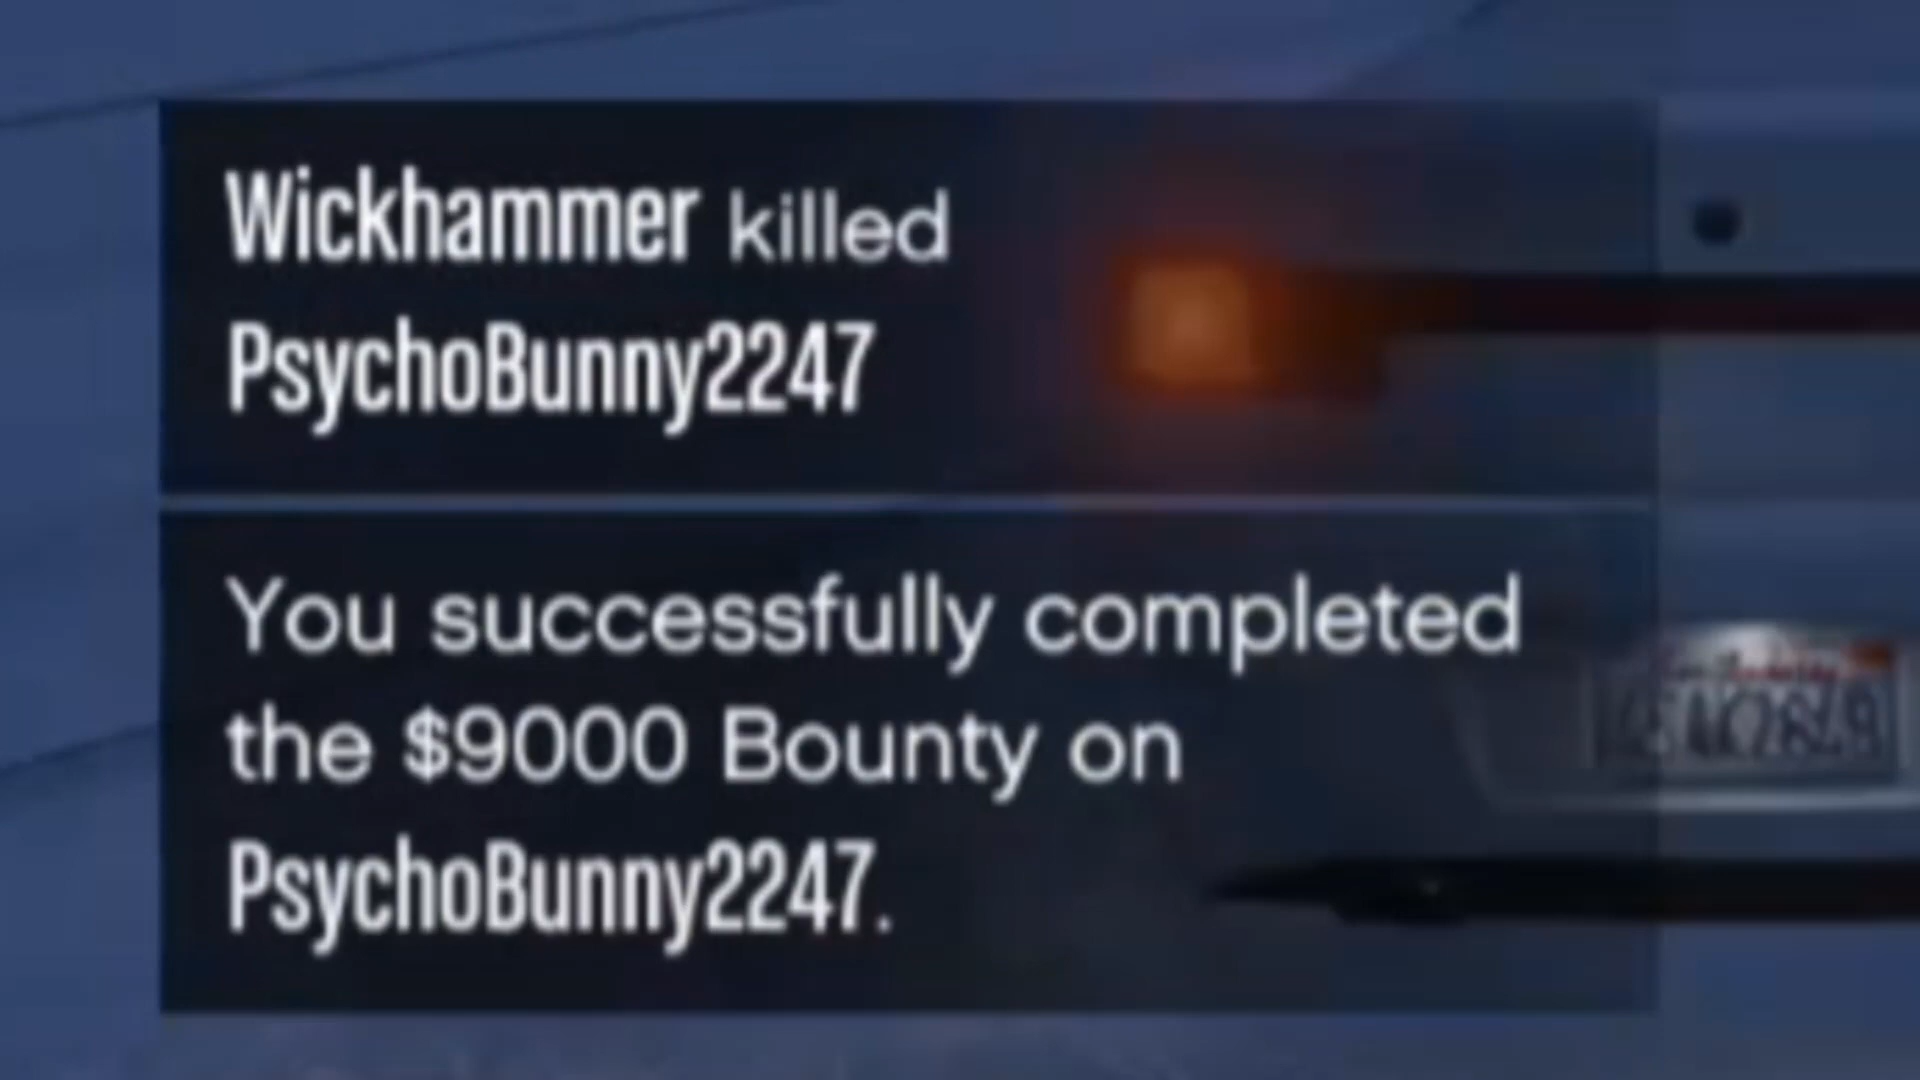 Wickhammer killed
PsychoBunny2247
You successfully completed
the $9000 Bounty on
PsychoBunny2247.